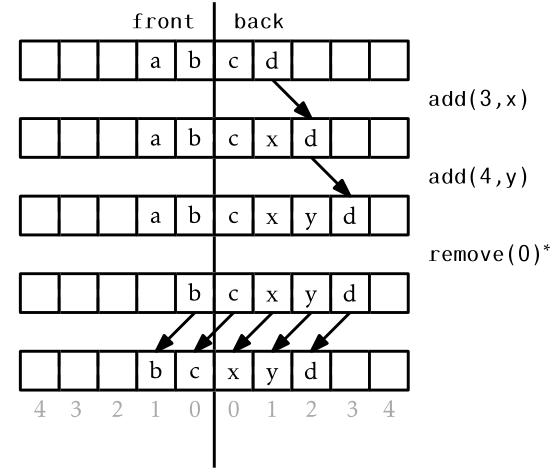 front back
a b c d
add(3,x)
a b c x d
add(4,y)
a b c x y d
remove(0)*
b c x y d
b c x y d
4 3 2 1 0 0 1 2 3 4